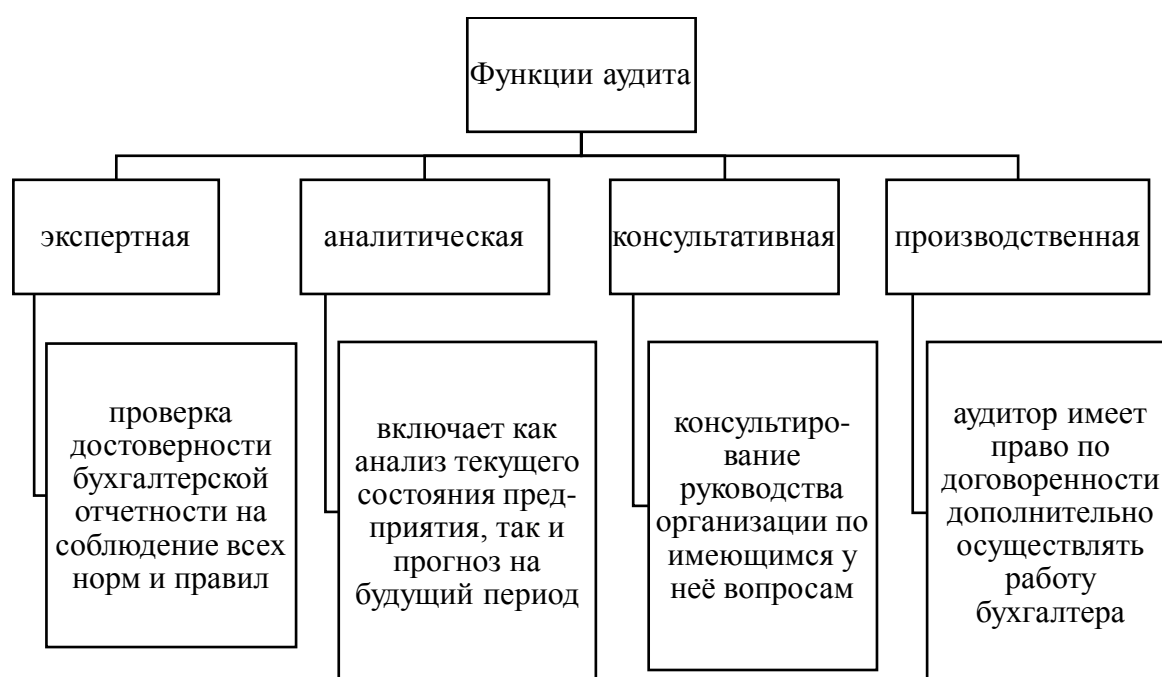 Функции аудита
экспертная
аналитическая
консультативная
производственная
проверка
достоверности
бухгалтерской
отчетности на
соблюдение всех
норм и правил
включает как
анализ текущего
состояния пред-
приятия, так и
прогноз на
будущий период
консультиро-
вание
руководства
организации по
имеющимся у
неё вопросам
аудитор имеет
право по
договоренности
дополнительно
осуществлять
работу
бухгалтера